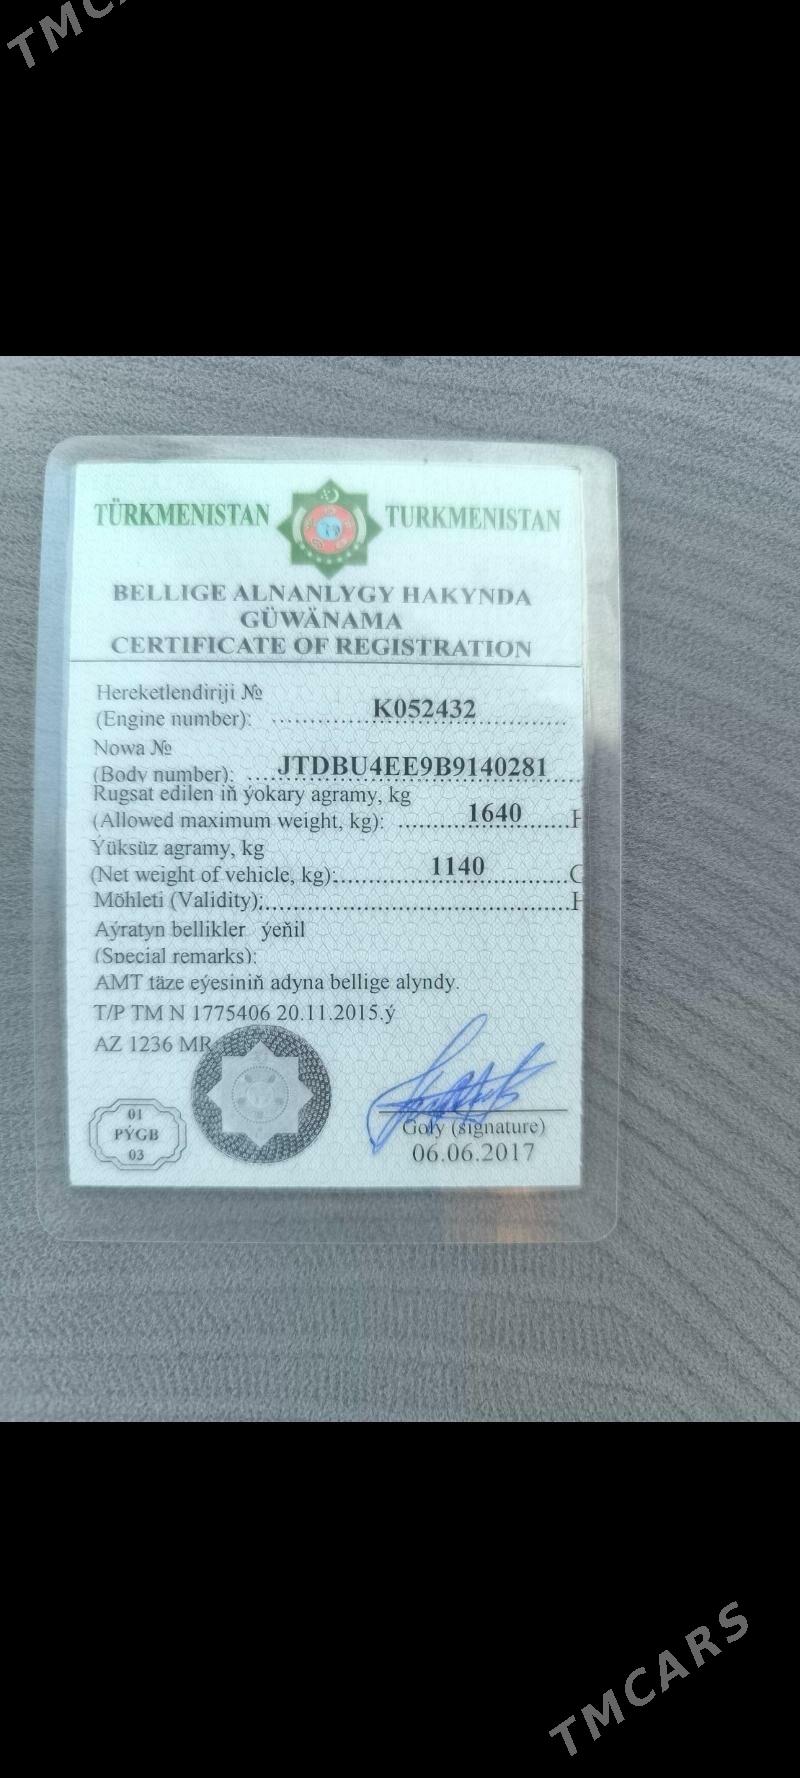 TMCARS
TÜRKMENISTAN TURKMENISTAN
BELLIGE ALNANLYGY HAKYNDA
GÜWÄNAMA
CERTIFICATE OF REGISTRATION
Hereketlendiriji №
(Engine number): K052432
Nowa №
(Body number): JTDBU4EE9B9140281
Rugsat edilen iň ýokary agramy, kg
(Allowed maximum weight, kg): 1640
Ýüksüz agramy, kg
(Net weight of vehicle, kg): 1140
Möhleti (Validity):
Aýratyn bellikler ýeňil
(Special remarks):
AMT täze eýesiniň adyna bellige alyndy.
T/P TM N 1775406 20.11.2015.ý
AZ 1236 MR
01
PÝGB
03
Goly (signature)
06.06.2017
TMCARS